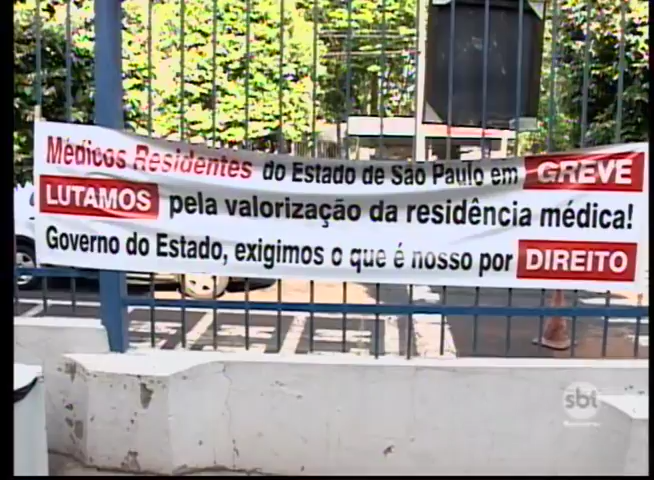 Médicos Residentes do Estado de São Paulo em GREVE
LUTAMOS pela valorização da residência médica!
Governo do Estado, exigimos o que é nosso por DIREITO
sbt